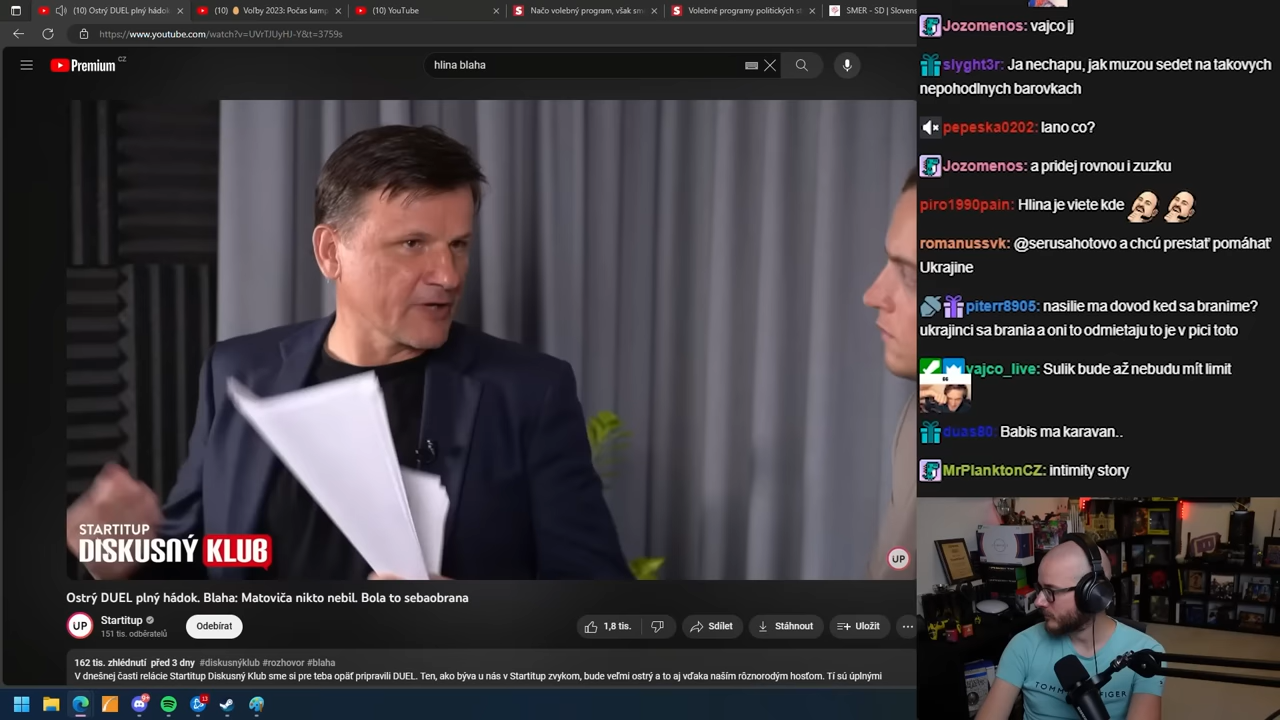 (10) Ostrý DUEL plný hádok.
(10) 🥚 Voľby 2023: Počas kamp
(10) YouTube
Načo volebný program, však sm
Volebné programy politických st
SMER - SD | Slovens
https://www.youtube.com/watch?v=UVrTJUyHJ-Y&t=3759s
Premium CZ
hlina blaha
STARTITUP
DISKUSNÝ KLUB
UP
Ostrý DUEL plný hádok. Blaha: Matoviča nikto nebil. Bola to sebaobrana
UP
Startitup
151 tis. odběratelů
Odebírat
1,8 tis.
Sdílet
Stáhnout
Uložit
162 tis. zhlédnutí před 3 dny #diskusnýklub #rozhovor #blaha
V dnešnej časti relácie Startitup Diskusný Klub sme si pre teba opäť pripravili DUEL. Ten, ako býva u nás v Startitup zvykom, bude veľmi ostrý a to aj vďaka naším rôznorodým hosťom. Tí sú úplnými
Jozomenos: vajco jj
slyght3r: Ja nechapu, jak muzou sedet na takovych
nepohodlnych barovkach
pepeska0202: lano co?
Jozomenos: a pridej rovnou i zuzku
piro1990pain: Hlina je viete kde
romanussvk: @serusahotovo a chcú prestať pomáhať
Ukrajine
piterr8905: nasilie ma dovod ked sa branime?
ukrajinci sa brania a oni to odmietaju to je v pici toto
vajco_live: Sulik bude až nebudu mít limit
duas80: Babis ma karavan..
MrPlanktonCZ: intimity story